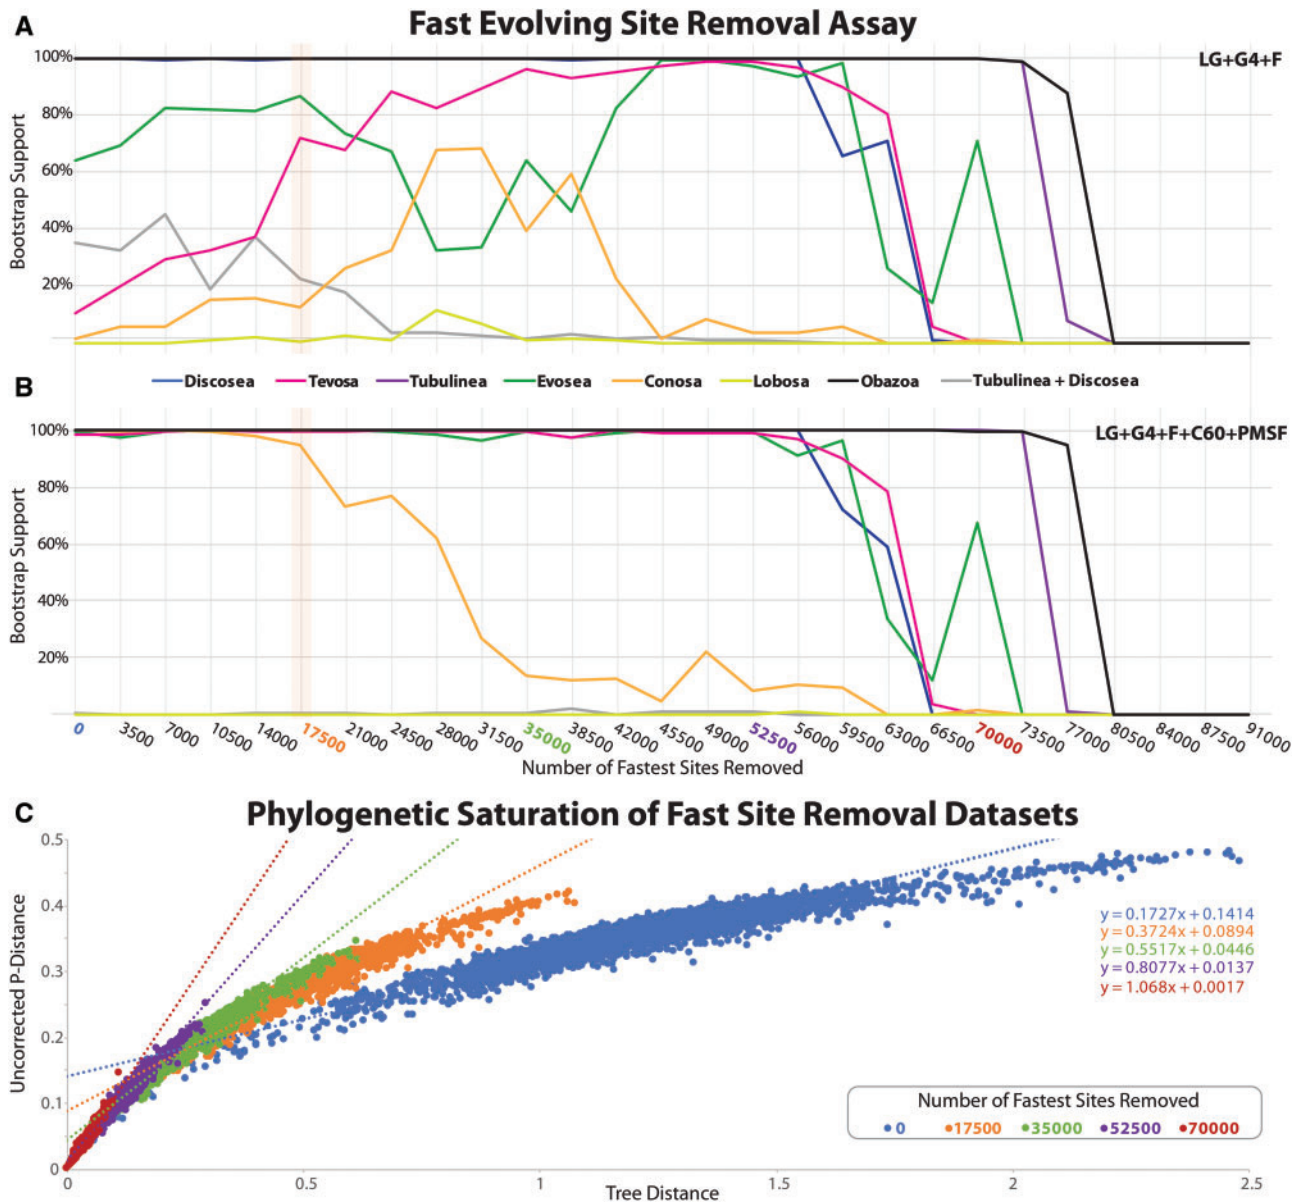 A
Fast Evolving Site Removal Assay
LG+G4+F
Bootstrap Support
100%
80%
60%
40%
20%
Discosea Tevosa Tubulinea Evosea Conosa Lobosa Obazoa Tubulinea + Discosea
B
LG+G4+F+C60+PMSF
Bootstrap Support
100%
80%
60%
40%
20%
0 3500 7000 10500 14000 17500 21000 24500 28000 31500 35000 38500 42000 45500 49000 52500 56000 59500 63000 66500 70000 73500 77000 80500 84000 87500 91000
Number of Fastest Sites Removed
C
Phylogenetic Saturation of Fast Site Removal Datasets
Uncorrected P-Distance
0.5
0.4
0.3
0.2
0.1
0
y = 0.1727x + 0.1414
y = 0.3724x + 0.0894
y = 0.5517x + 0.0446
y = 0.8077x + 0.0137
y = 1.068x + 0.0017
Number of Fastest Sites Removed
0 17500 35000 52500 70000
0 0.5 1 1.5 2 2.5
Tree Distance